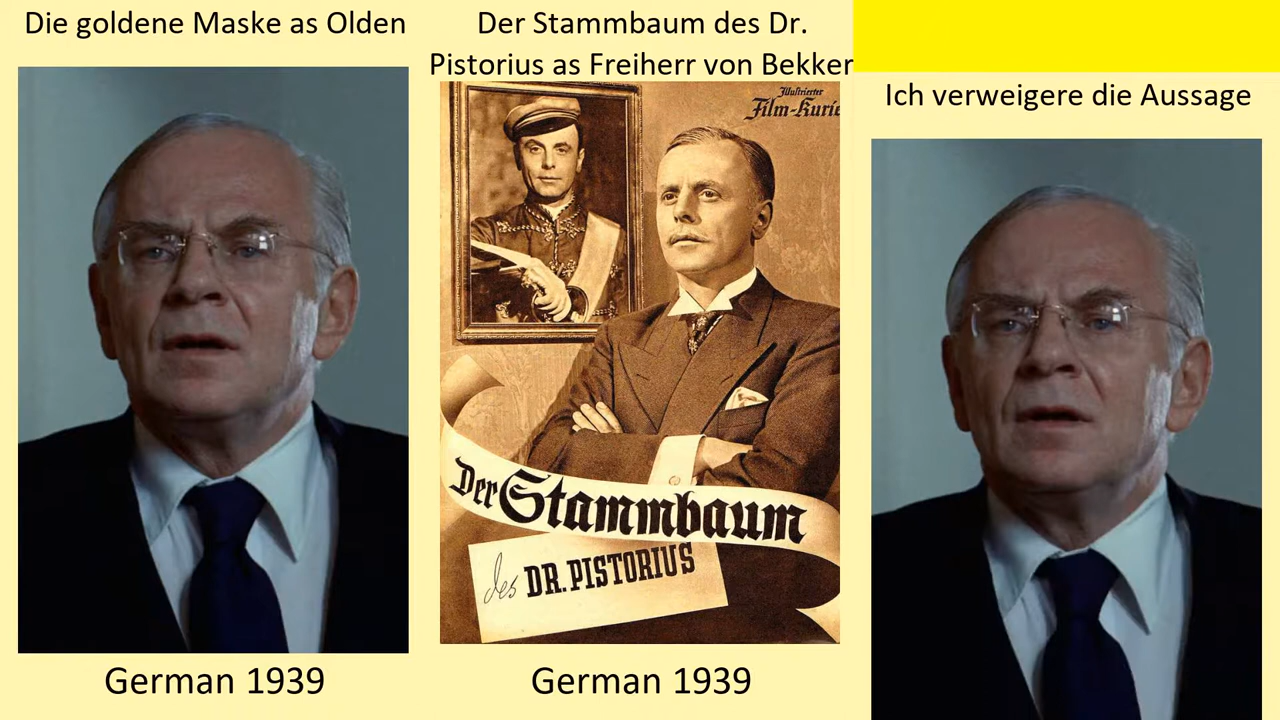 Die goldene Maske as Olden
Der Stammbaum des Dr.
Pistorius as Freiherr von Bekker
Ich verweigere die Aussage
Illustrierter
Film-Kurie
Der Stammbaum
des DR. PISTORIUS
German 1939
German 1939